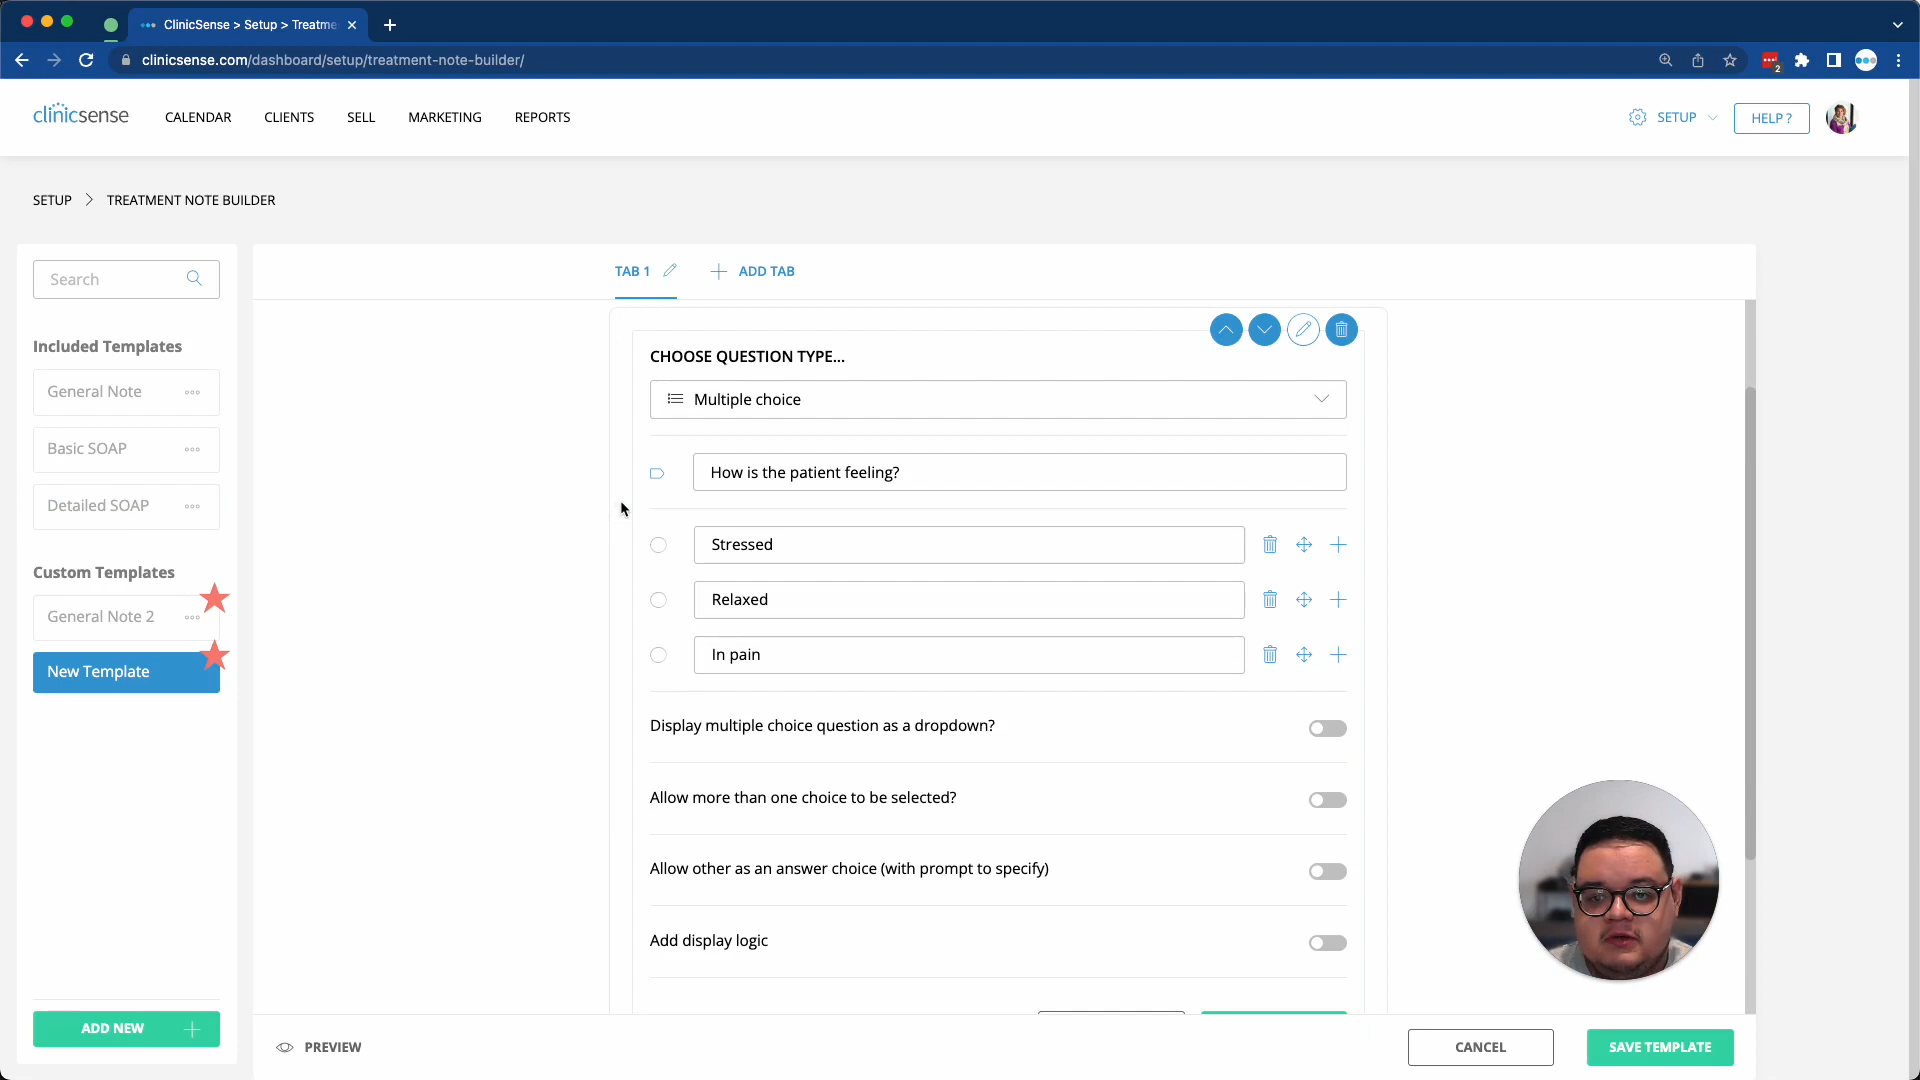 ClinicSense > Setup > Treatme
clinicsense.com/dashboard/setup/treatment-note-builder/
2
clinicsense
CALENDAR
CLIENTS
SELL
MARKETING
REPORTS
SETUP
HELP ?
SETUP
TREATMENT NOTE BUILDER
Search
TAB 1
ADD TAB
Included Templates
General Note
Basic SOAP
Detailed SOAP
Custom Templates
General Note 2
New Template
ADD NEW
CHOOSE QUESTION TYPE...
Multiple choice
How is the patient feeling?
Stressed
Relaxed
In pain
Display multiple choice question as a dropdown?
Allow more than one choice to be selected?
Allow other as an answer choice (with prompt to specify)
Add display logic
PREVIEW
CANCEL
SAVE TEMPLATE